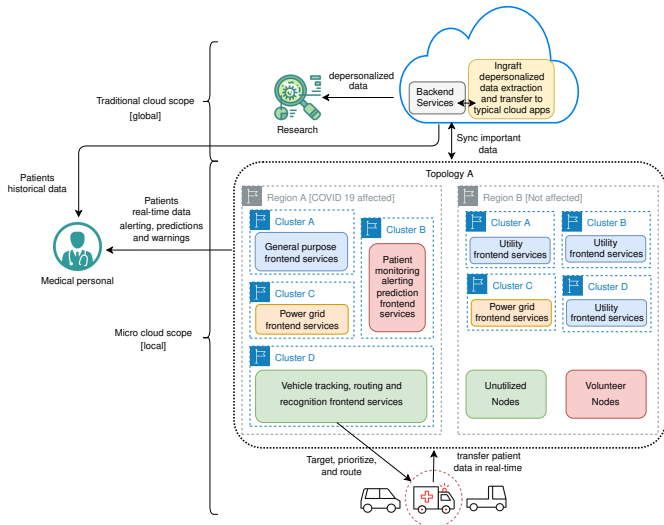 Ingraft
depersonalized
data extraction
and transfer to
typical cloud apps
Backend
Services
depersonalized
data
Research
Traditional cloud scope
[global]
Sync important
data
Patients
historical data
Topology A
Patients
real-time data
alerting, predictions
and warnings
Medical personal
Region A [COVID 19 affected]
Cluster A
General purpose
frontend services
Cluster B
Patient
monitoring
alerting
prediction
frontend
services
Cluster C
Power grid
frontend services
Cluster D
Vehicle tracking, routing and
recognition frontend services
Region B [Not affected]
Cluster A
Utility
frontend services
Cluster B
Utility
frontend services
Cluster C
Power grid
frontend services
Cluster D
Utility
frontend services
Unutilized
Nodes
Volunteer
Nodes
Micro cloud scope
[local]
Target, prioritize,
and route
transfer patient
data in real-time